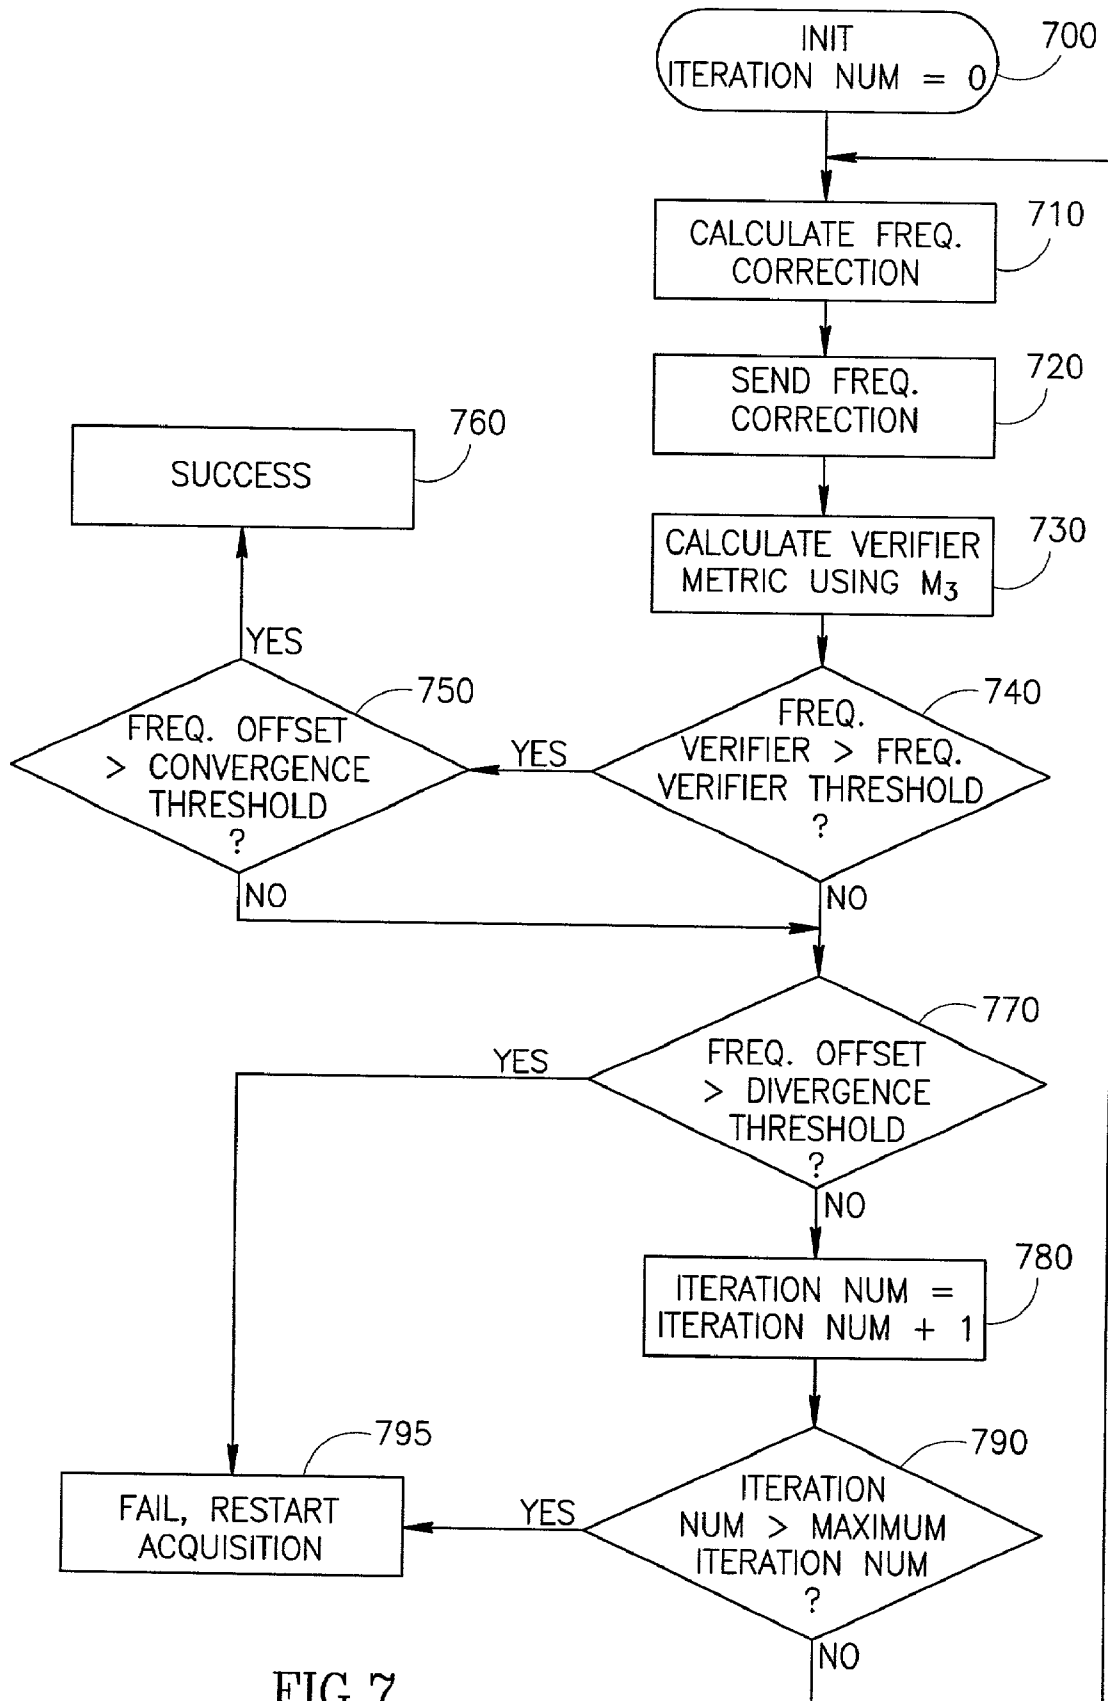 INIT
ITERATION NUM = 0
700
CALCULATE FREQ.
CORRECTION
710
SEND FREQ.
CORRECTION
720
SUCCESS
760
CALCULATE VERIFIER
METRIC USING M3
730
YES
FREQ. OFFSET
> CONVERGENCE
THRESHOLD
?
750
YES
FREQ.
VERIFIER > FREQ.
VERIFIER THRESHOLD
?
740
NO
NO
FREQ. OFFSET
> DIVERGENCE
THRESHOLD
?
770
YES
NO
ITERATION NUM =
ITERATION NUM + 1
780
FAIL, RESTART
ACQUISITION
795
YES
ITERATION
NUM > MAXIMUM
ITERATION NUM
?
790
NO
FIG.7